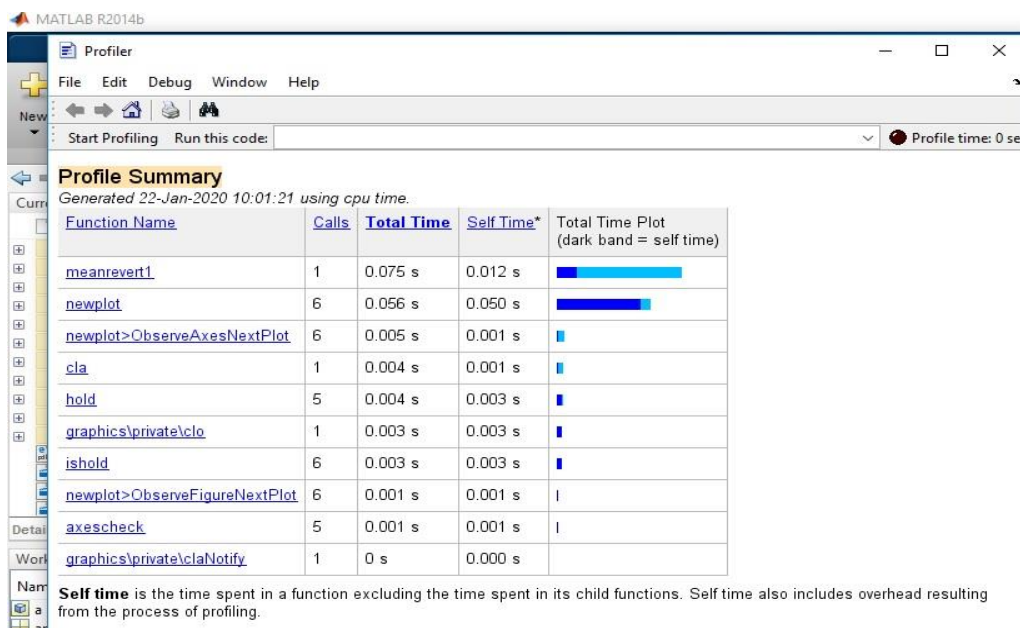 MATLAB R2014b
Profiler
File Edit Debug Window Help
New
Start Profiling Run this code: Profile time: 0 se
Profile Summary
Generated 22-Jan-2020 10:01:21 using cpu time.
Curr
Function Name Calls Total Time Self Time* Total Time Plot
(dark band = self time)
meanrevert1 1 0.075 s 0.012 s
newplot 6 0.056 s 0.050 s
newplot>ObserveAxesNextPlot 6 0.005 s 0.001 s
cla 1 0.004 s 0.001 s
hold 5 0.004 s 0.003 s
graphics\private\clo 1 0.003 s 0.003 s
ishold 6 0.003 s 0.003 s
newplot>ObserveFigureNextPlot 6 0.001 s 0.001 s
axescheck 5 0.001 s 0.001 s
Detai
graphics\private\claNotify 1 0 s 0.000 s
Work
Nam
Self time is the time spent in a function excluding the time spent in its child functions. Self time also includes overhead resulting
a
from the process of profiling.